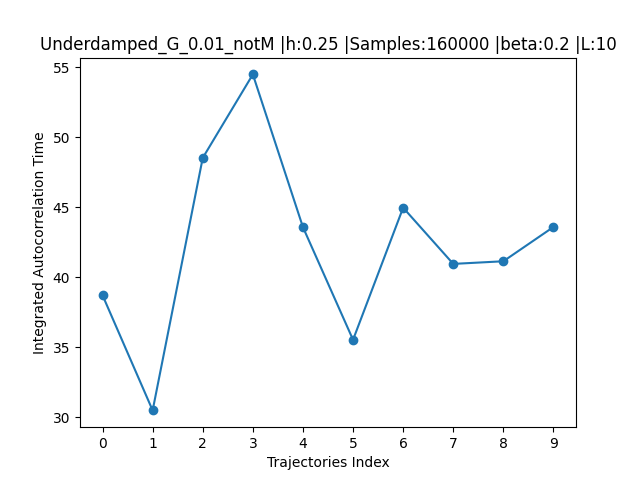 Underdamped_G_0.01_notM |h:0.25 |Samples:160000 |beta:0.2 |L:10
55
50
45
40
35
30
Integrated Autocorrelation Time
0 1 2 3 4 5 6 7 8 9
Trajectories Index